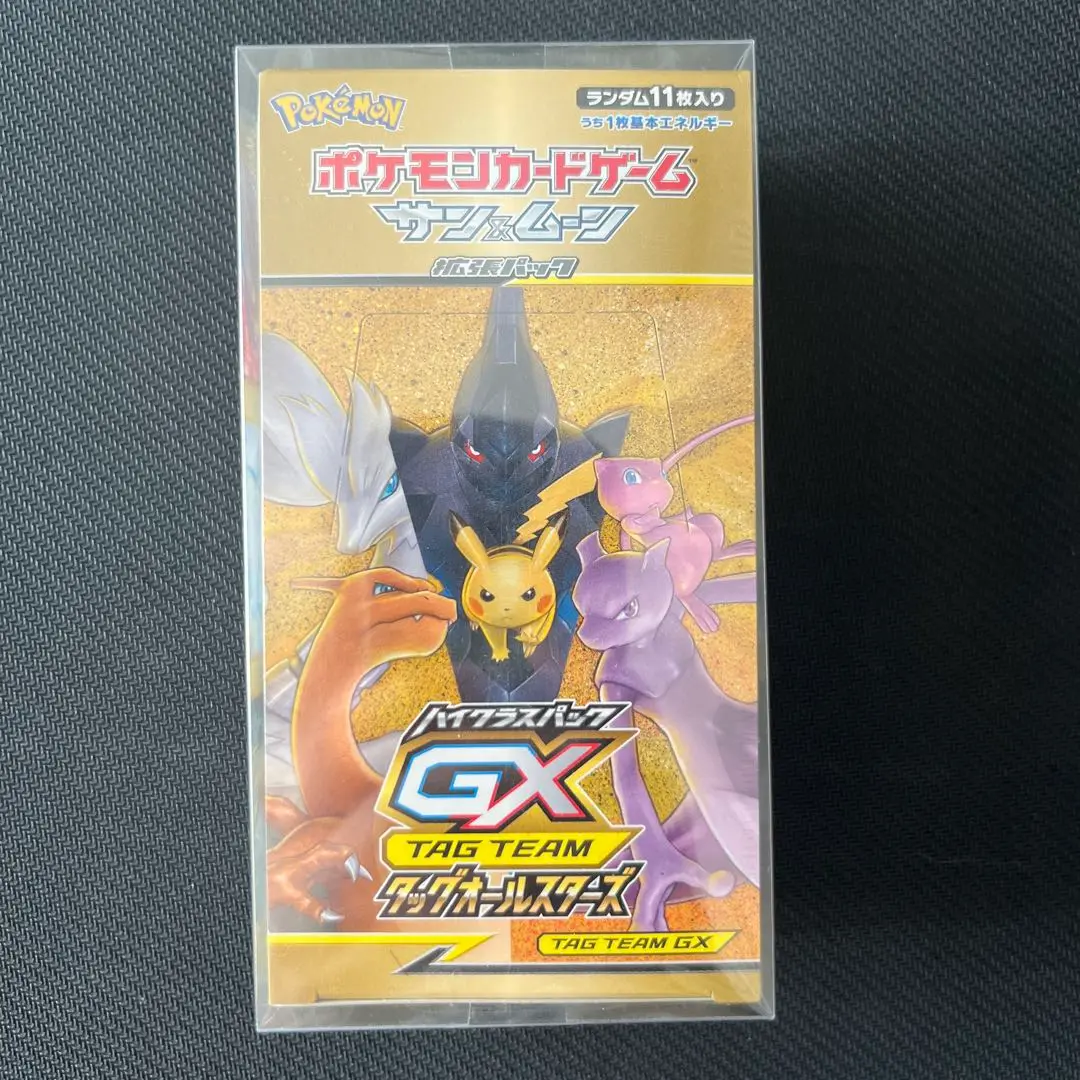 POKéMON
ランダム11枚入り
うち1枚基本エネルギー
ポケモンカードゲーム™
サン&ムーン
拡張パック
ハイクラスパック
GX
TAG TEAM
タッグオールスターズ
TAG TEAM GX